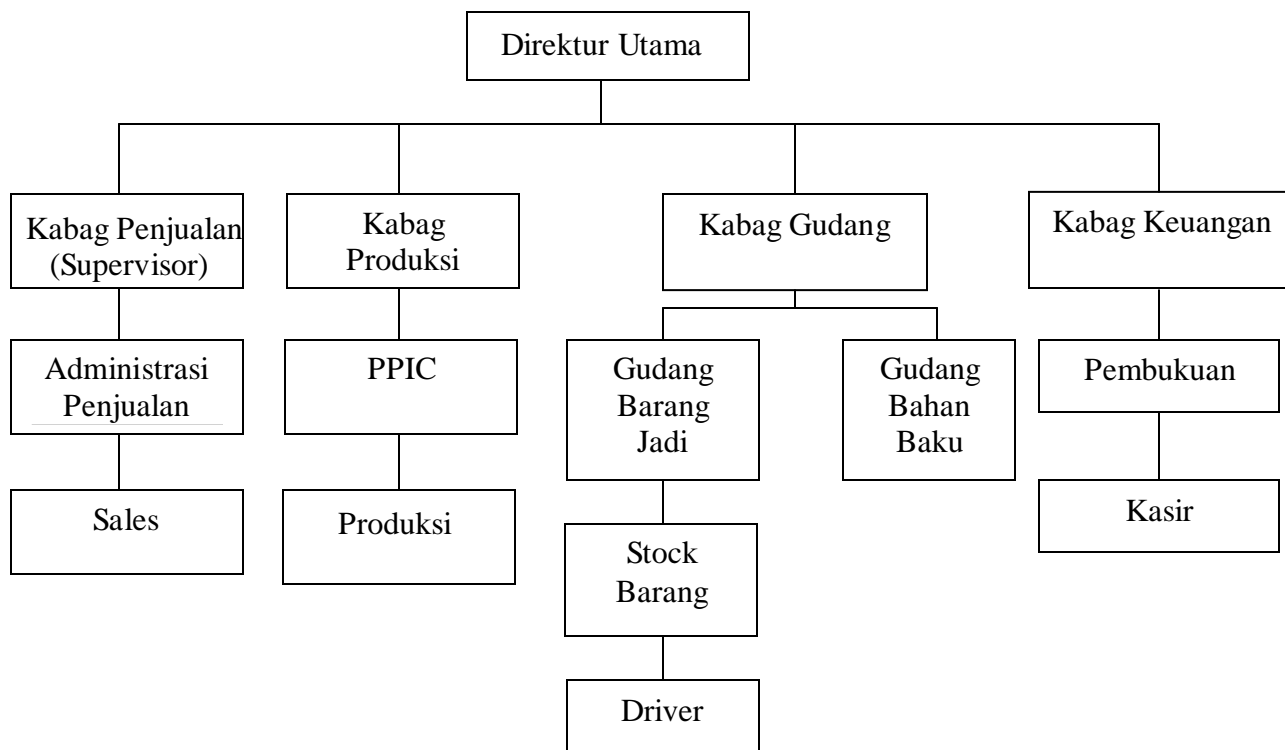 Direktur Utama
Kabag Penjualan
(Supervisor)
Kabag
Produksi
Kabag Gudang
Kabag Keuangan
Administrasi
Penjualan
PPIC
Gudang
Barang
Jadi
Gudang
Bahan
Baku
Pembukuan
Sales
Produksi
Kasir
Stock
Barang
Driver